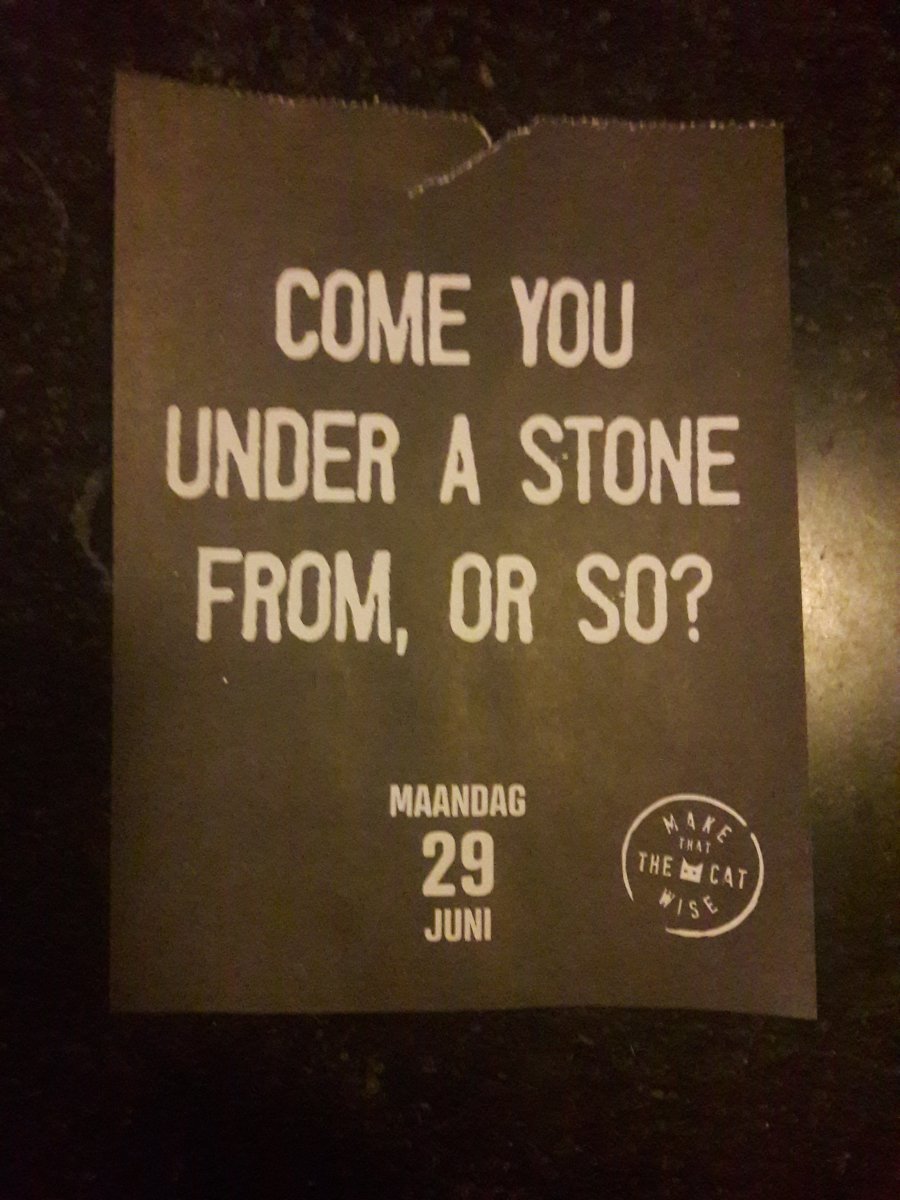 COME YOU
UNDER A STONE
FROM, OR SO?
MAANDAG
29
JUNI
MAKE
THAT
THE CAT
WISE